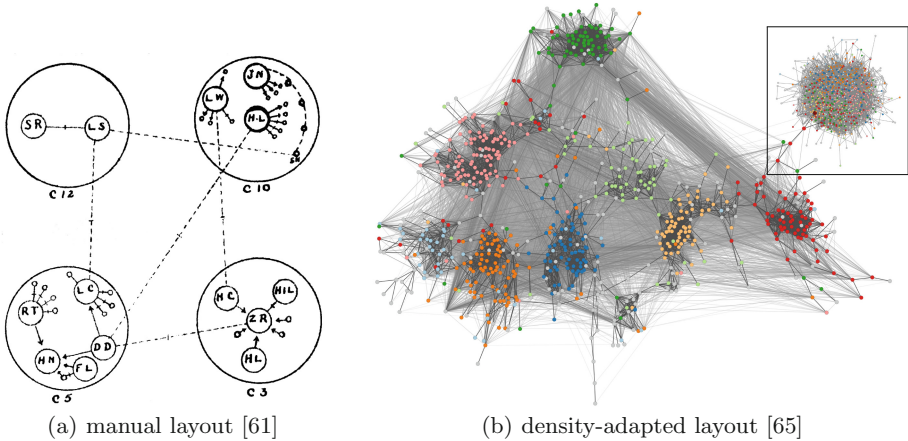 JN
LW
H-L
SR
LS
SN
C12
C10
LC
HC
HIL
RT
ZR
DD
HN
FL
HL
C5
C3
(a) manual layout [61]
(b) density-adapted layout [65]